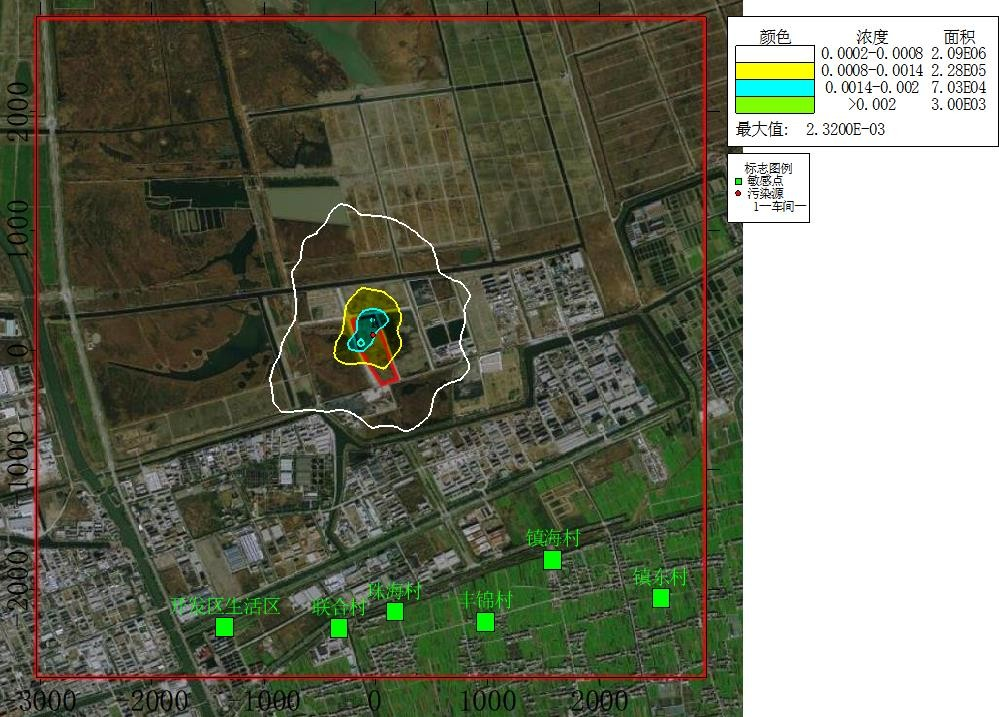 颜色 浓度 面积
0.0002-0.0008 2.09E06
0.0008-0.0014 2.28E05
0.0014-0.002 7.03E04
>0.002 3.00E03
最大值: 2.3200E-03
标志图例
敏感点
污染源
1一车间一
2000
1000
0
-1000
-2000
镇海村
镇东村
开发区生活区
联合村
珠海村
丰锦村
-3000 -2000 -1000 0 1000 2000